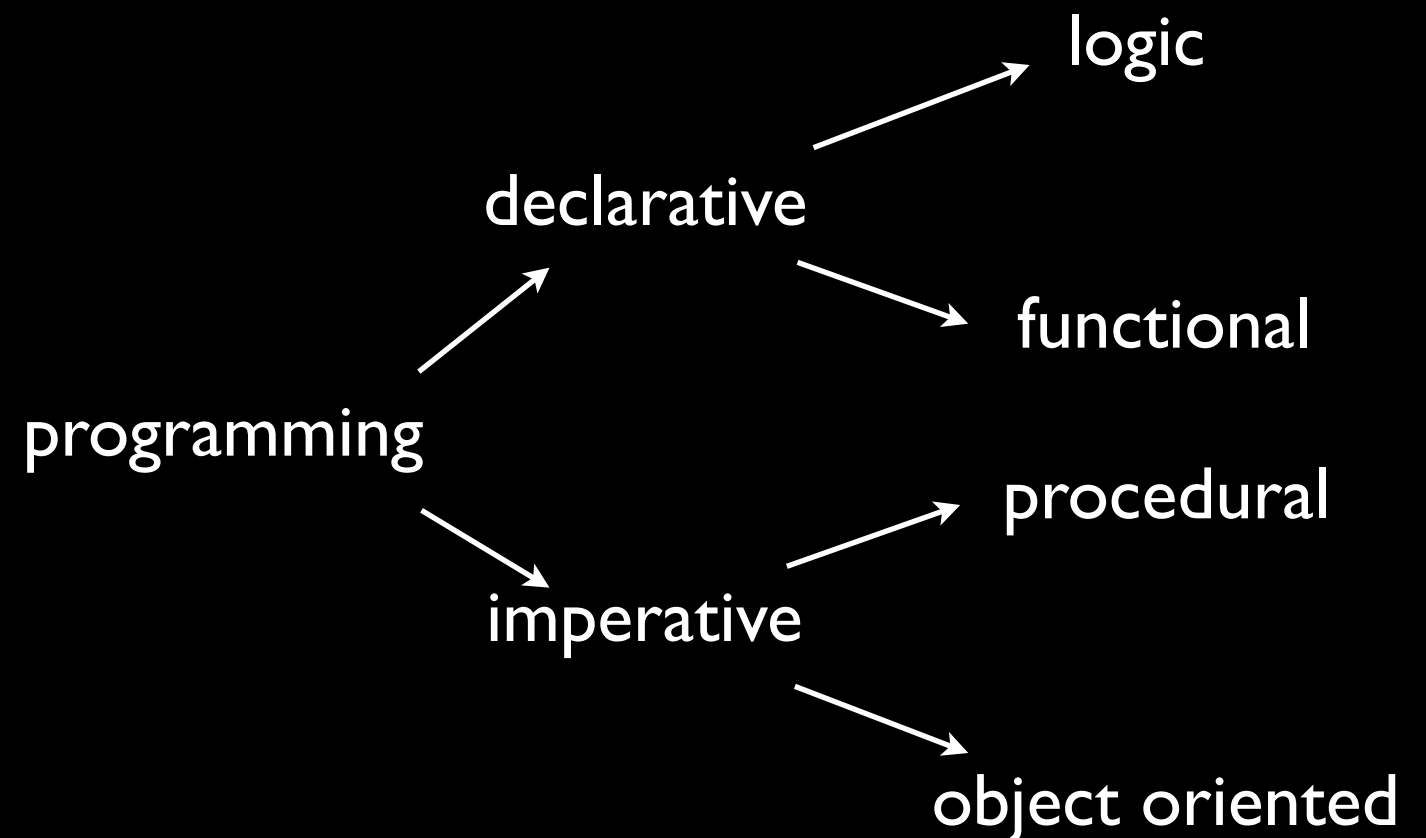 logic
declarative
functional
programming
procedural
imperative
object oriented